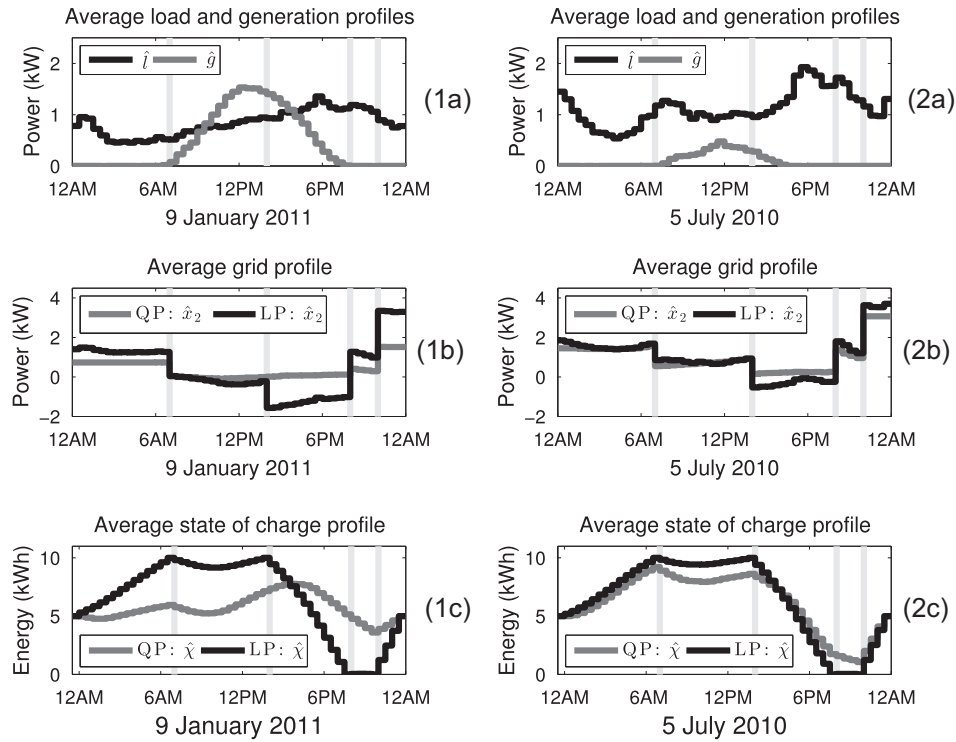 Average load and generation profiles
Power (kW)
2
1
0
l̂ ĝ
(1a)
12AM 6AM 12PM 6PM 12AM
9 January 2011
Average load and generation profiles
Power (kW)
2
1
0
l̂ ĝ
(2a)
12AM 6AM 12PM 6PM 12AM
5 July 2010
Average grid profile
Power (kW)
4
2
0
−2
QP: x̂₂ LP: x̂₂
(1b)
12AM 6AM 12PM 6PM 12AM
9 January 2011
Average grid profile
Power (kW)
4
2
0
−2
QP: x̂₂ LP: x̂₂
(2b)
12AM 6AM 12PM 6PM 12AM
5 July 2010
Average state of charge profile
Energy (kWh)
10
5
0
QP: χ̂ LP: χ̂
(1c)
12AM 6AM 12PM 6PM 12AM
9 January 2011
Average state of charge profile
Energy (kWh)
10
5
0
QP: χ̂ LP: χ̂
(2c)
12AM 6AM 12PM 6PM 12AM
5 July 2010